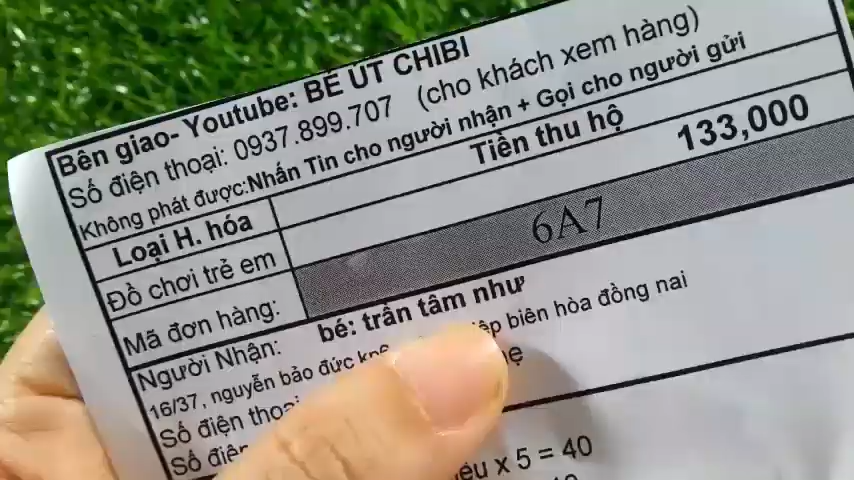 Bên giao- Youtube: BÉ ÚT CHIBI
Số điện thoại: 0937.899.707 (cho khách xem hàng)
Không phát được:Nhắn Tin cho người nhận + Gọi cho người gửi
Loại H. hóa Tiền thu hộ
Đồ chơi trẻ em 133,000
Mã đơn hàng: 6A7
Người Nhận: bé: trần tâm như
16/37, nguyễn bảo đức biên hòa đồng nai
Số điện
Số
x 5 = 40